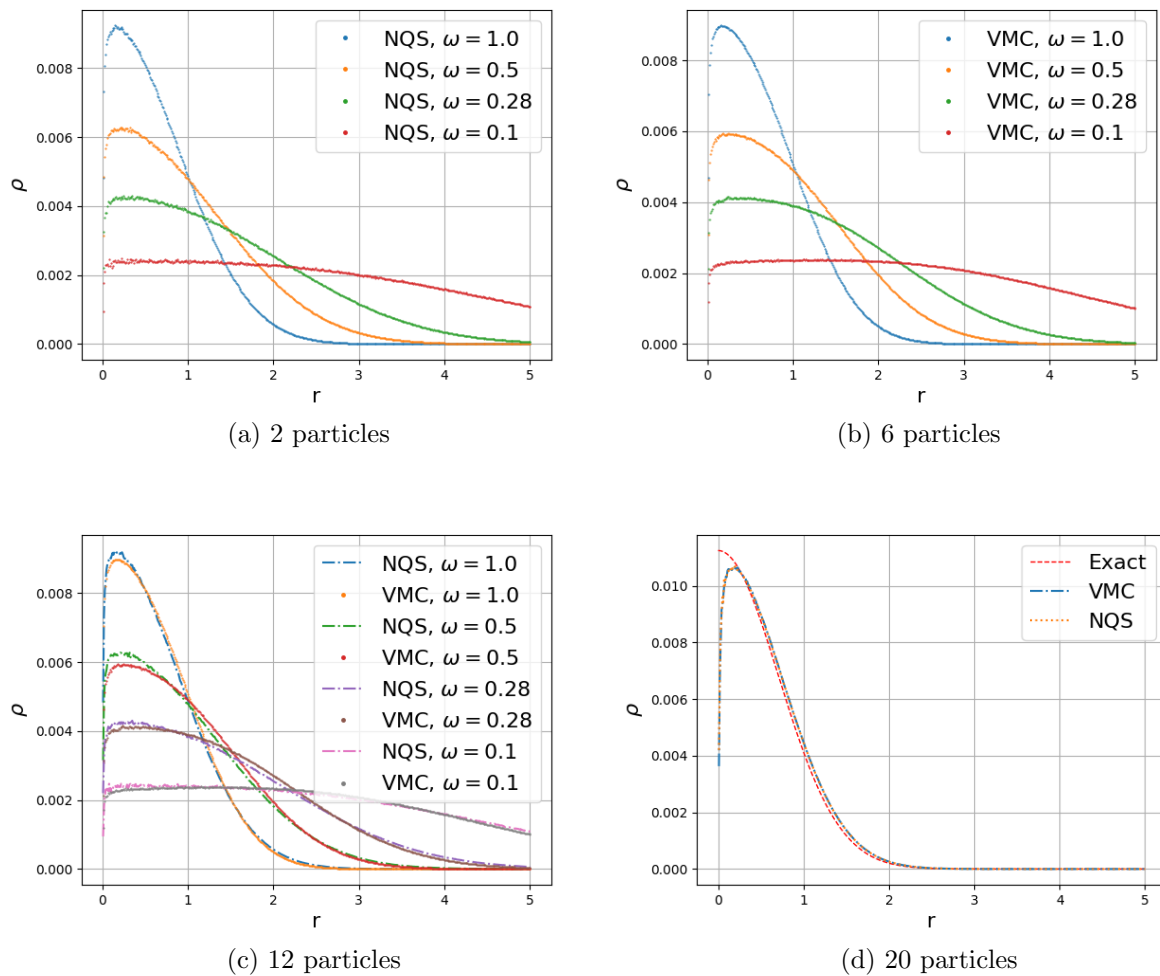 0.008
0.006
0.004
0.002
0.000
ρ
0 1 2 3 4 5
r
NQS, ω = 1.0
NQS, ω = 0.5
NQS, ω = 0.28
NQS, ω = 0.1
(a) 2 particles
0.008
0.006
0.004
0.002
0.000
ρ
0 1 2 3 4 5
r
VMC, ω = 1.0
VMC, ω = 0.5
VMC, ω = 0.28
VMC, ω = 0.1
(b) 6 particles
0.008
0.006
0.004
0.002
0.000
ρ
0 1 2 3 4 5
r
NQS, ω = 1.0
VMC, ω = 1.0
NQS, ω = 0.5
VMC, ω = 0.5
NQS, ω = 0.28
VMC, ω = 0.28
NQS, ω = 0.1
VMC, ω = 0.1
(c) 12 particles
0.010
0.008
0.006
0.004
0.002
0.000
ρ
0 1 2 3 4 5
r
Exact
VMC
NQS
(d) 20 particles